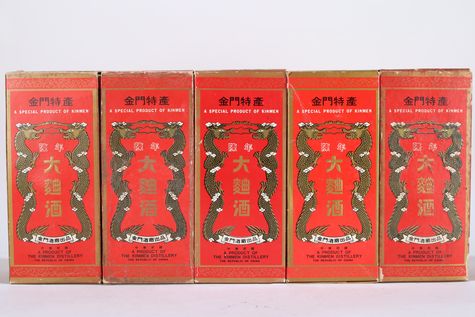 金門特產
A SPECIAL PRODUCT OF KINMEN
陳年
大麯酒
金門酒廠出品
A PRODUCT OF
THE KINMEN DISTILLERY
THE REPUBLIC OF CHINA
金門特產
A SPECIAL PRODUCT OF KINMEN
陳年
大麯酒
金門酒廠出品
A PRODUCT OF
THE KINMEN DISTILLERY
THE REPUBLIC OF CHINA
金門特產
A SPECIAL PRODUCT OF KINMEN
陳年
大麯酒
金門酒廠出品
A PRODUCT OF
THE KINMEN DISTILLERY
THE REPUBLIC OF CHINA
金門特產
A SPECIAL PRODUCT OF KINMEN
陳年
大麯酒
金門酒廠出品
A PRODUCT OF
THE KINMEN DISTILLERY
THE REPUBLIC OF CHINA
金門特產
A SPECIAL PRODUCT OF KINMEN
陳年
大麯酒
金門酒廠出品
A PRODUCT OF
THE KINMEN DISTILLERY
THE REPUBLIC OF CHINA